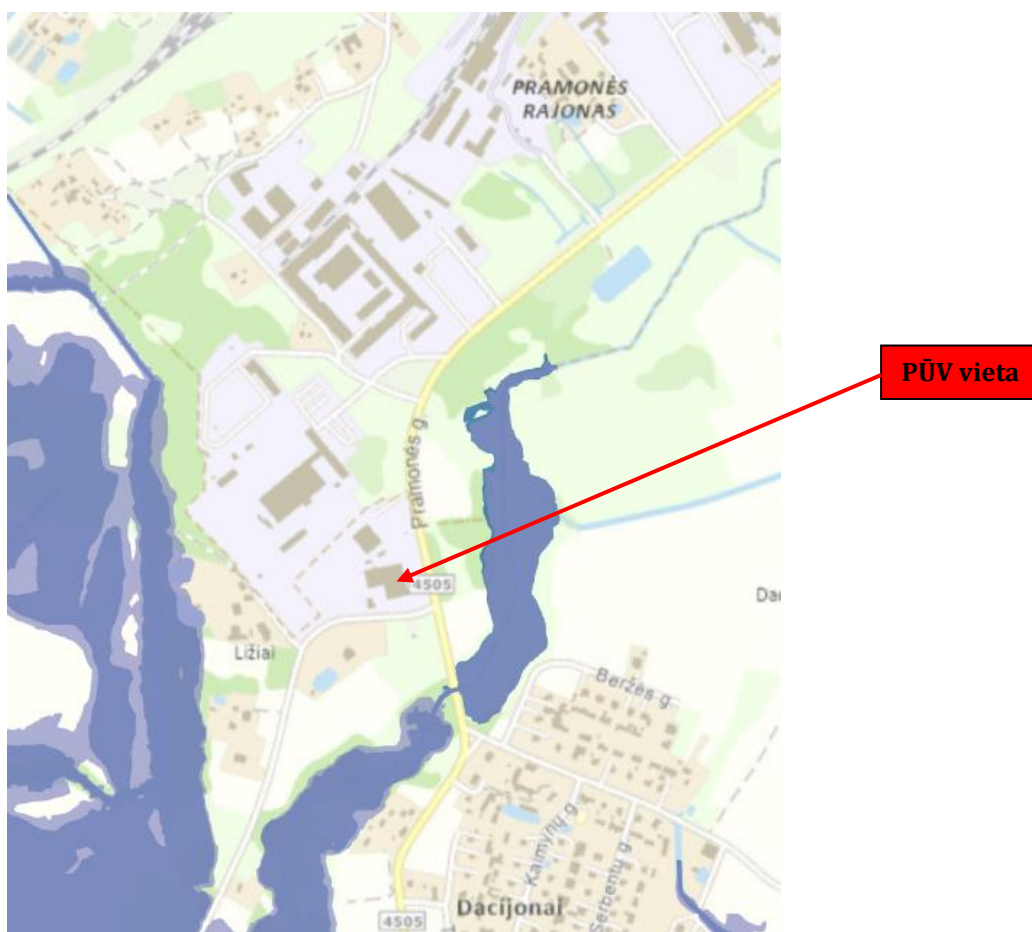 PRAMONĖS
RAJONAS
PŪV vieta
Pramonės g.
4505
Da
Ližiai
Beržės g.
Kaimynų g.
Serbentų g.
Dacijonai
4505